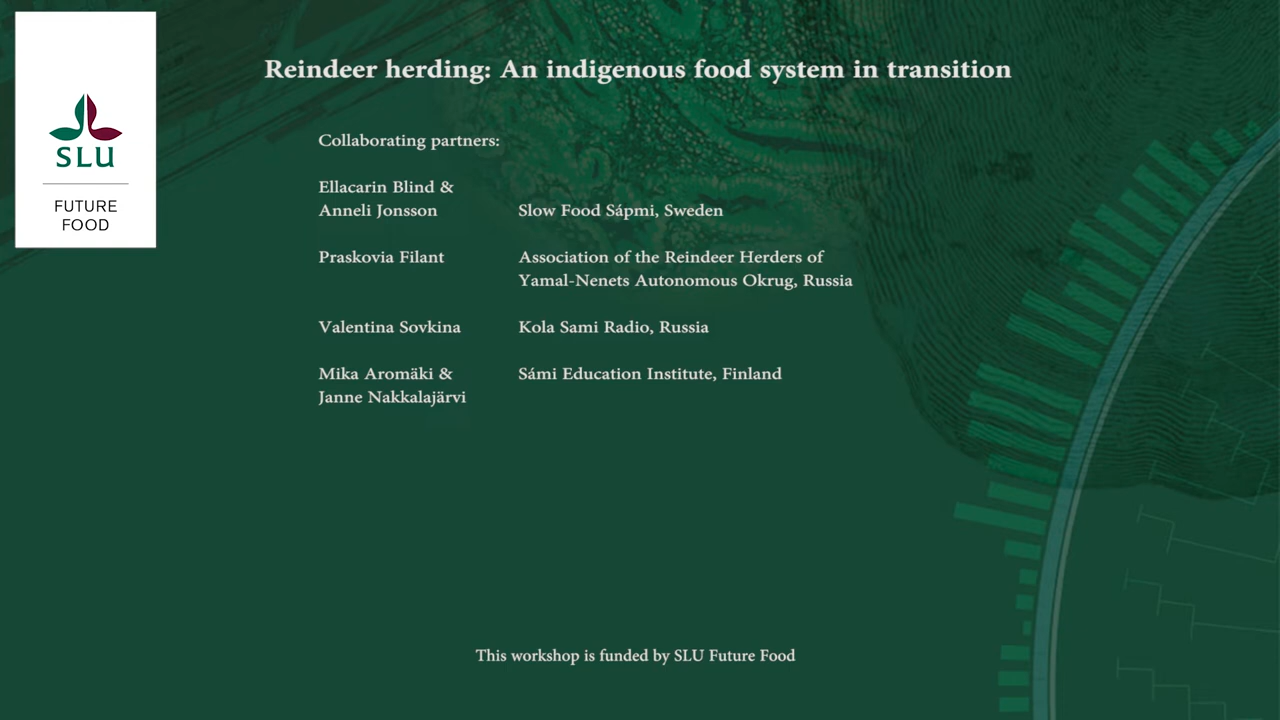 SLU
FUTURE
FOOD
Reindeer herding: An indigenous food system in transition
Collaborating partners:
Ellacarin Blind &
Anneli Jonsson Slow Food Sápmi, Sweden
Praskovia Filant Association of the Reindeer Herders of
Yamal-Nenets Autonomous Okrug, Russia
Valentina Sovkina Kola Sami Radio, Russia
Mika Aromäki & Sámi Education Institute, Finland
Janne Nakkalajärvi
This workshop is funded by SLU Future Food